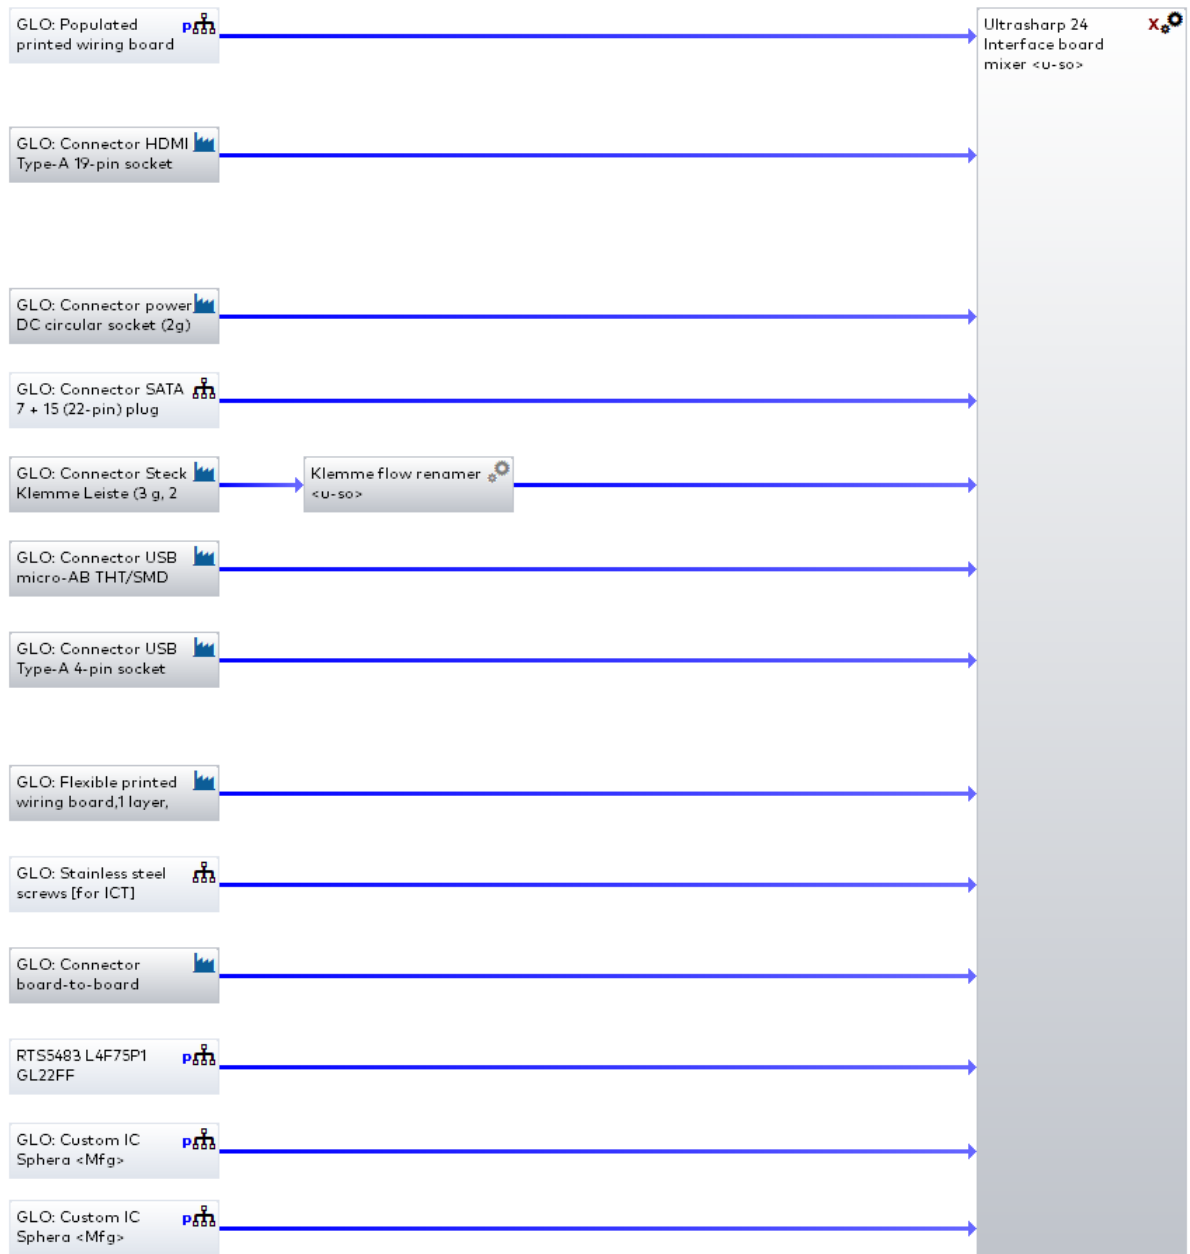 GLO: Populated
printed wiring board
p
Ultrasharp 24
Interface board
mixer <u-so>
X
GLO: Connector HDMI
Type-A 19-pin socket
GLO: Connector power
DC circular socket (2g)
GLO: Connector SATA
7 + 15 (22-pin) plug
GLO: Connector Steck
Klemme Leiste (3 g, 2
Klemme flow renamer
<u-so>
GLO: Connector USB
micro-AB THT/SMD
GLO: Connector USB
Type-A 4-pin socket
GLO: Flexible printed
wiring board,1 layer,
GLO: Stainless steel
screws [for ICT]
GLO: Connector
board-to-board
RTS5483 L4F75P1
GL22FF
p
GLO: Custom IC
Sphera <Mfg>
p
GLO: Custom IC
Sphera <Mfg>
p